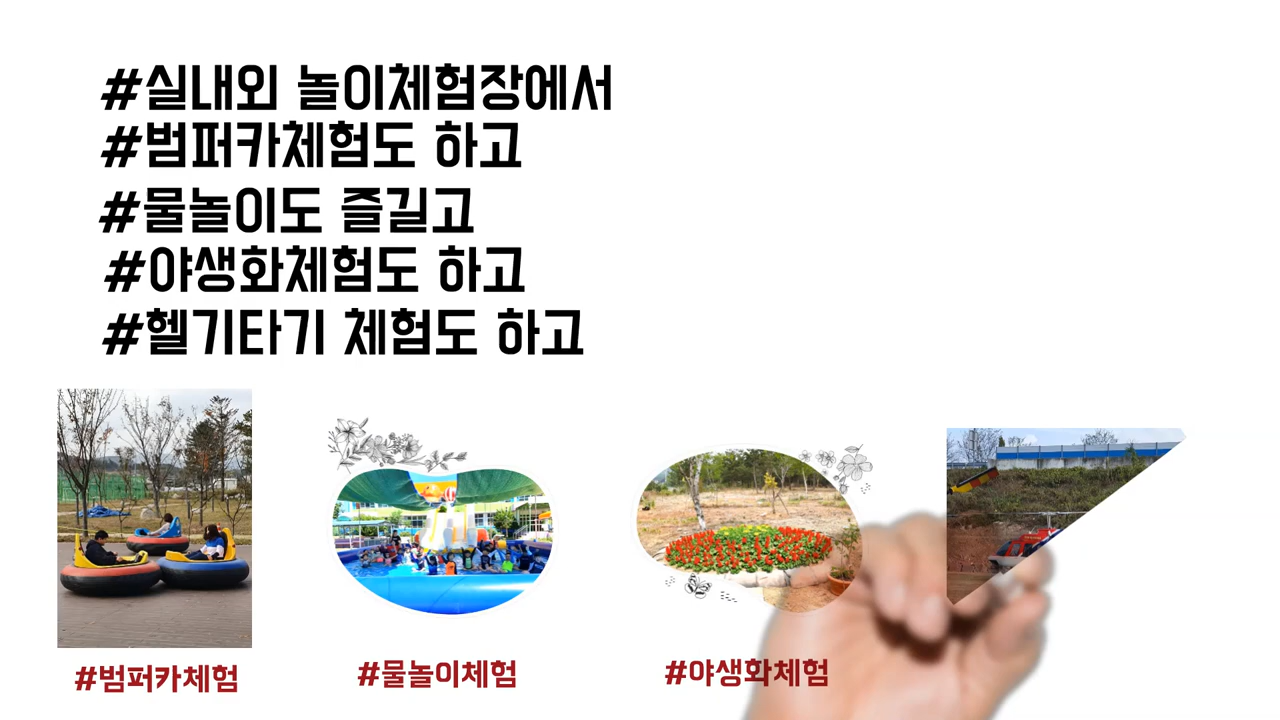 #실내외 놀이체험장에서
#범퍼카체험도 하고
#물놀이도 즐길고
#야생화체험도 하고
#헬기타기 체험도 하고
#범퍼카체험
#물놀이체험
#야생화체험